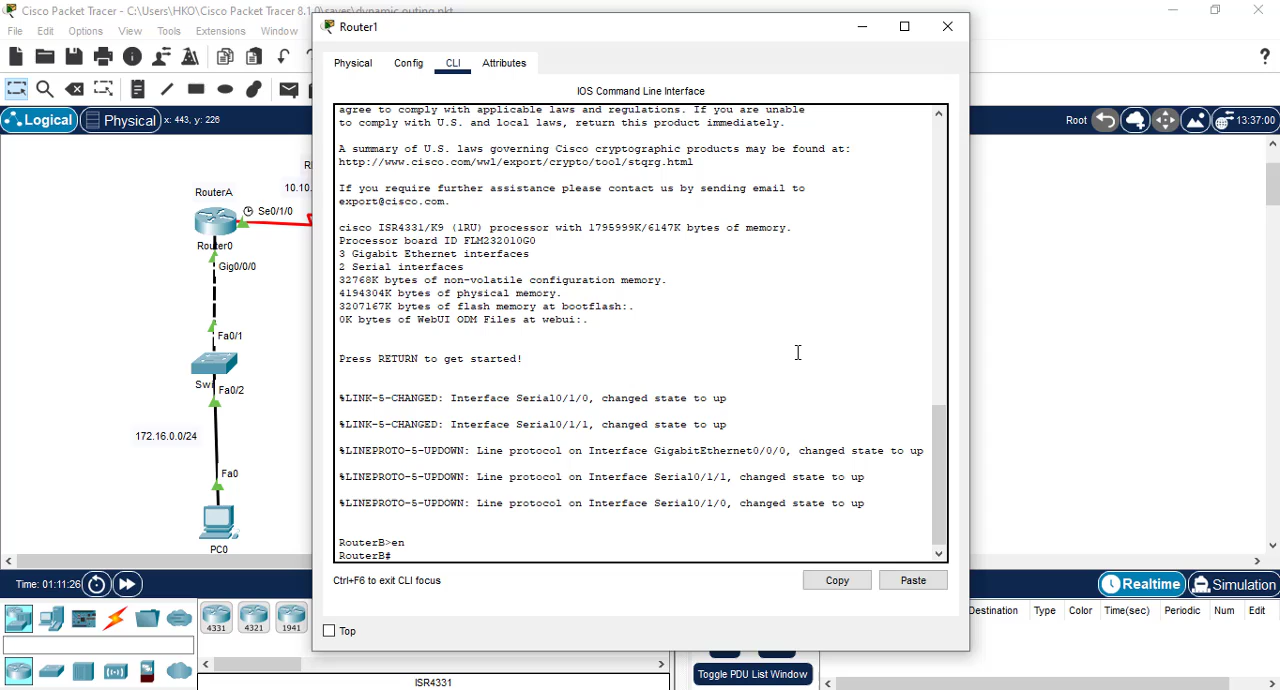 Cisco Packet Tracer - C:\Users\HKO\Cisco Packet Tracer 8.1.0\saves\dynamic outing.pkt
File Edit Options View Tools Extensions Window
?
Logical Physical x: 443, y: 226
Root 13:37:00
RouterA
10.10.
Se0/1/0
Router0
Gig0/0/0
Fa0/1
Swi
Fa0/2
172.16.0.0/24
Fa0
PC0
Router1
Physical Config CLI Attributes
IOS Command Line Interface
agree to comply with applicable laws and regulations. If you are unable
to comply with U.S. and local laws, return this product immediately.
A summary of U.S. laws governing Cisco cryptographic products may be found at:
http://www.cisco.com/wwl/export/crypto/tool/stqrg.html
If you require further assistance please contact us by sending email to
export@cisco.com.
cisco ISR4331/K9 (1RU) processor with 1795999K/6147K bytes of memory.
Processor board ID FLM232010G0
3 Gigabit Ethernet interfaces
2 Serial interfaces
32768K bytes of non-volatile configuration memory.
4194304K bytes of physical memory.
3207167K bytes of flash memory at bootflash:.
0K bytes of WebUI ODM Files at webui:.
Press RETURN to get started!
%LINK-5-CHANGED: Interface Serial0/1/0, changed state to up
%LINK-5-CHANGED: Interface Serial0/1/1, changed state to up
%LINEPROTO-5-UPDOWN: Line protocol on Interface GigabitEthernet0/0/0, changed state to up
%LINEPROTO-5-UPDOWN: Line protocol on Interface Serial0/1/1, changed state to up
%LINEPROTO-5-UPDOWN: Line protocol on Interface Serial0/1/0, changed state to up
RouterB>en
RouterB#
Ctrl+F6 to exit CLI focus
Copy Paste
Top
Time: 01:11:26
Realtime Simulation
4331 4321 1941
ISR4331
Destination Type Color Time(sec) Periodic Num Edit
Toggle PDU List Window